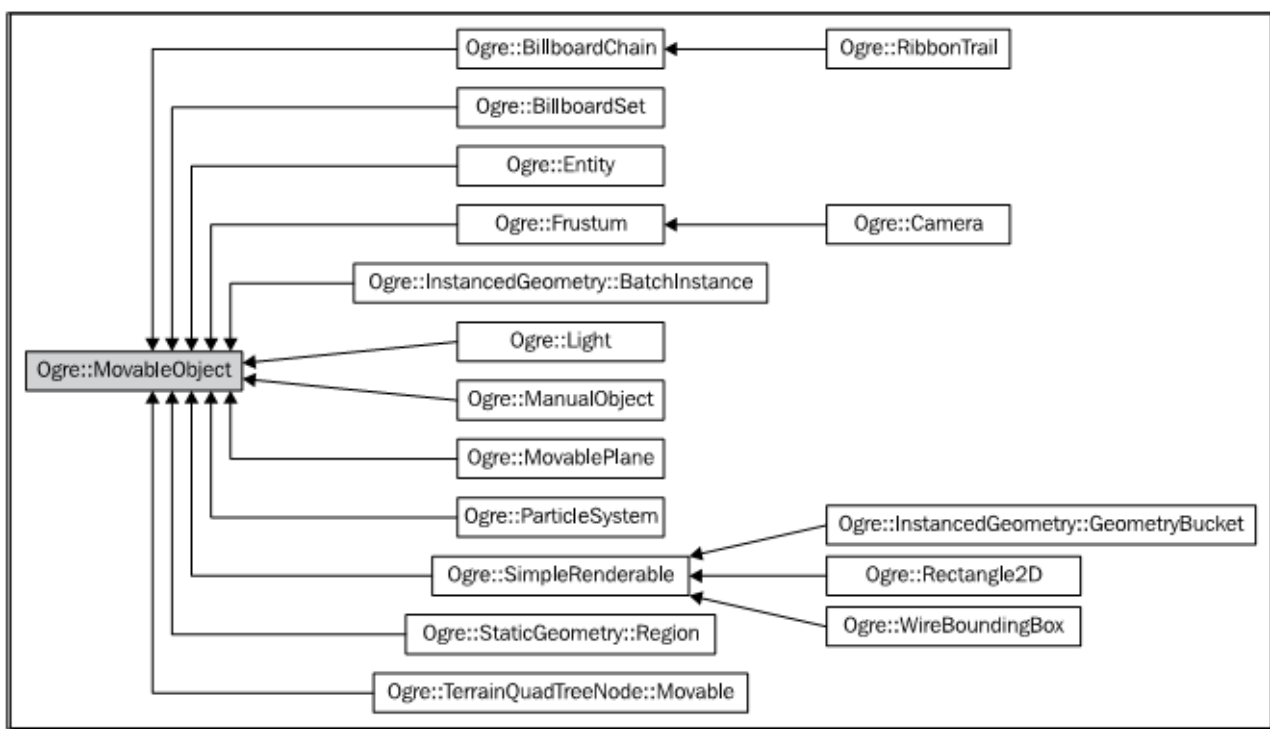 Ogre::BillboardChain
Ogre::RibbonTrail
Ogre::BillboardSet
Ogre::Entity
Ogre::Frustum
Ogre::Camera
Ogre::InstancedGeometry::BatchInstance
Ogre::Light
Ogre::MovableObject
Ogre::ManualObject
Ogre::MovablePlane
Ogre::ParticleSystem
Ogre::InstancedGeometry::GeometryBucket
Ogre::SimpleRenderable
Ogre::Rectangle2D
Ogre::WireBoundingBox
Ogre::StaticGeometry::Region
Ogre::TerrainQuadTreeNode::Movable